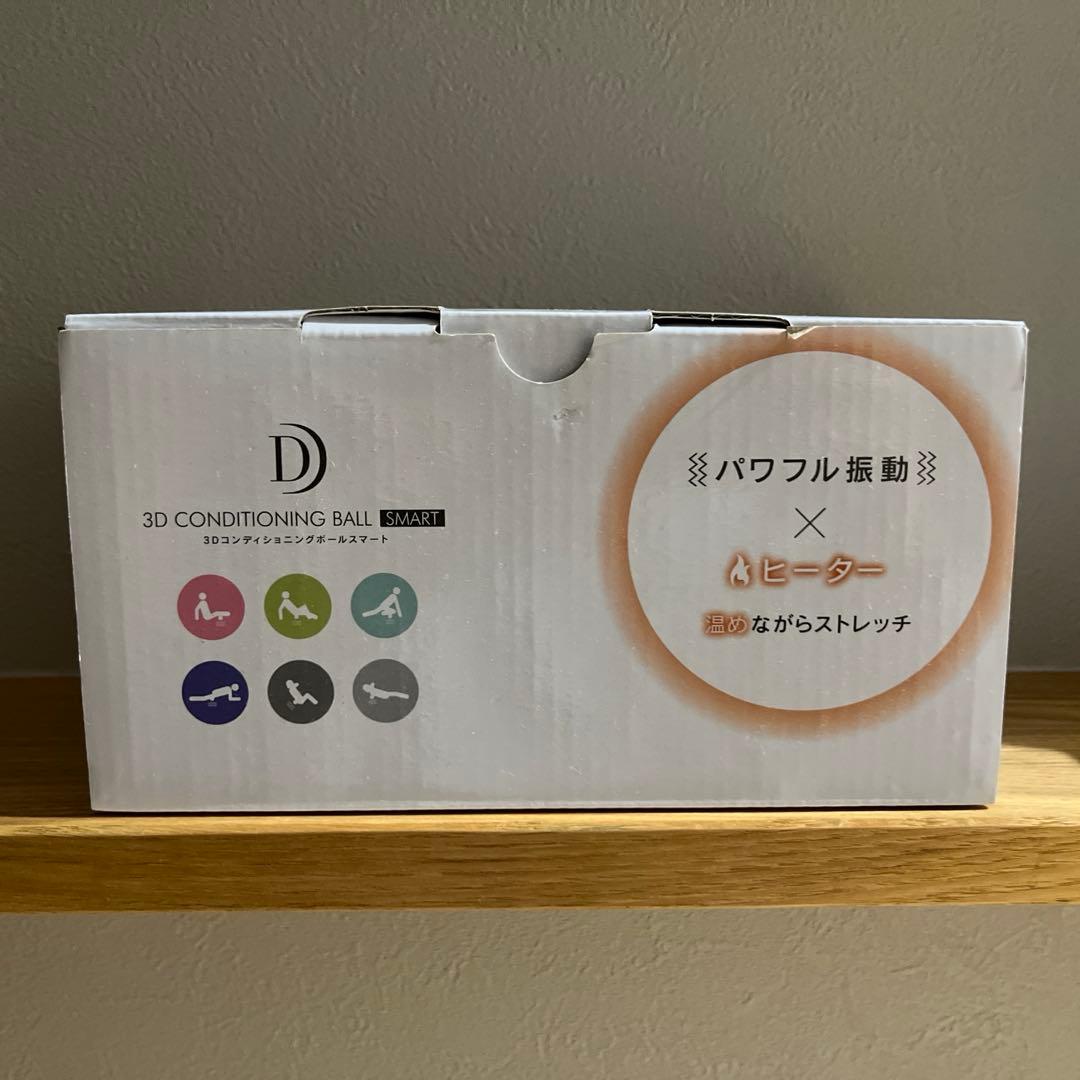 D
3D CONDITIONING BALL SMART
3Dコンディショニングボールスマート
パワフル振動
×
ヒーター
温めながらストレッチ